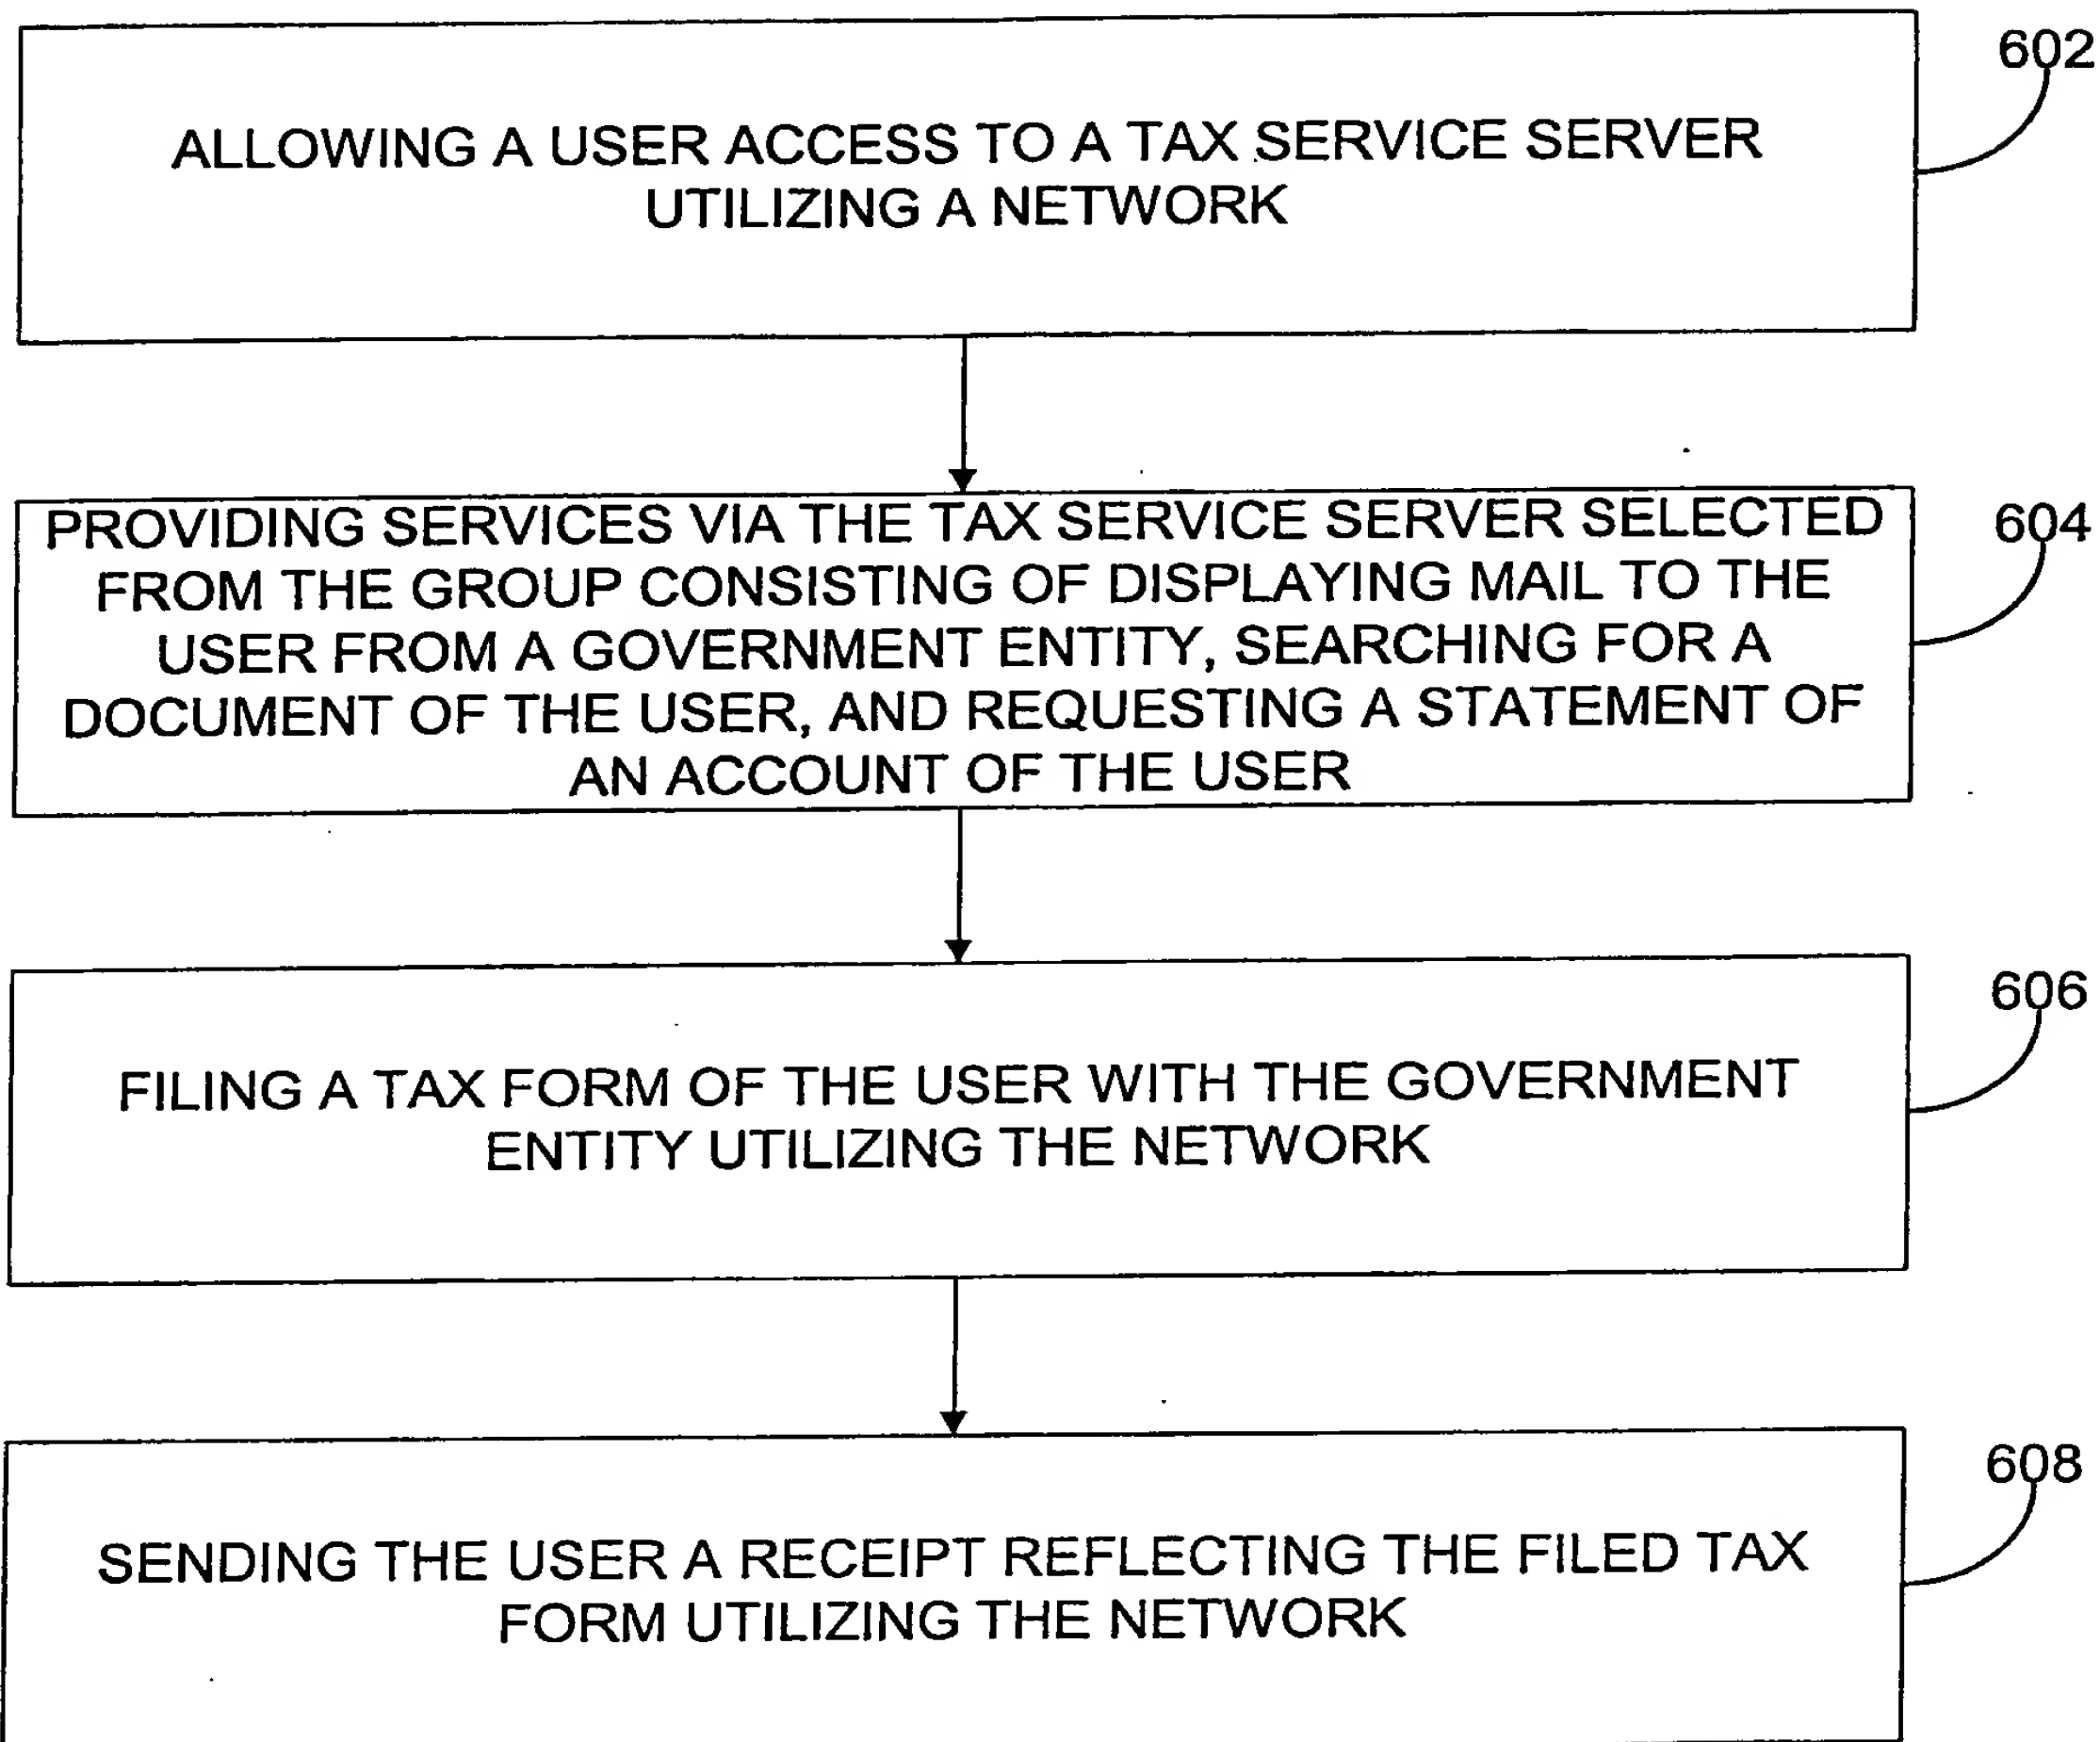 602
ALLOWING A USER ACCESS TO A TAX SERVICE SERVER
UTILIZING A NETWORK
604
PROVIDING SERVICES VIA THE TAX SERVICE SERVER SELECTED
FROM THE GROUP CONSISTING OF DISPLAYING MAIL TO THE
USER FROM A GOVERNMENT ENTITY, SEARCHING FOR A
DOCUMENT OF THE USER, AND REQUESTING A STATEMENT OF
AN ACCOUNT OF THE USER
606
FILING A TAX FORM OF THE USER WITH THE GOVERNMENT
ENTITY UTILIZING THE NETWORK
608
SENDING THE USER A RECEIPT REFLECTING THE FILED TAX
FORM UTILIZING THE NETWORK